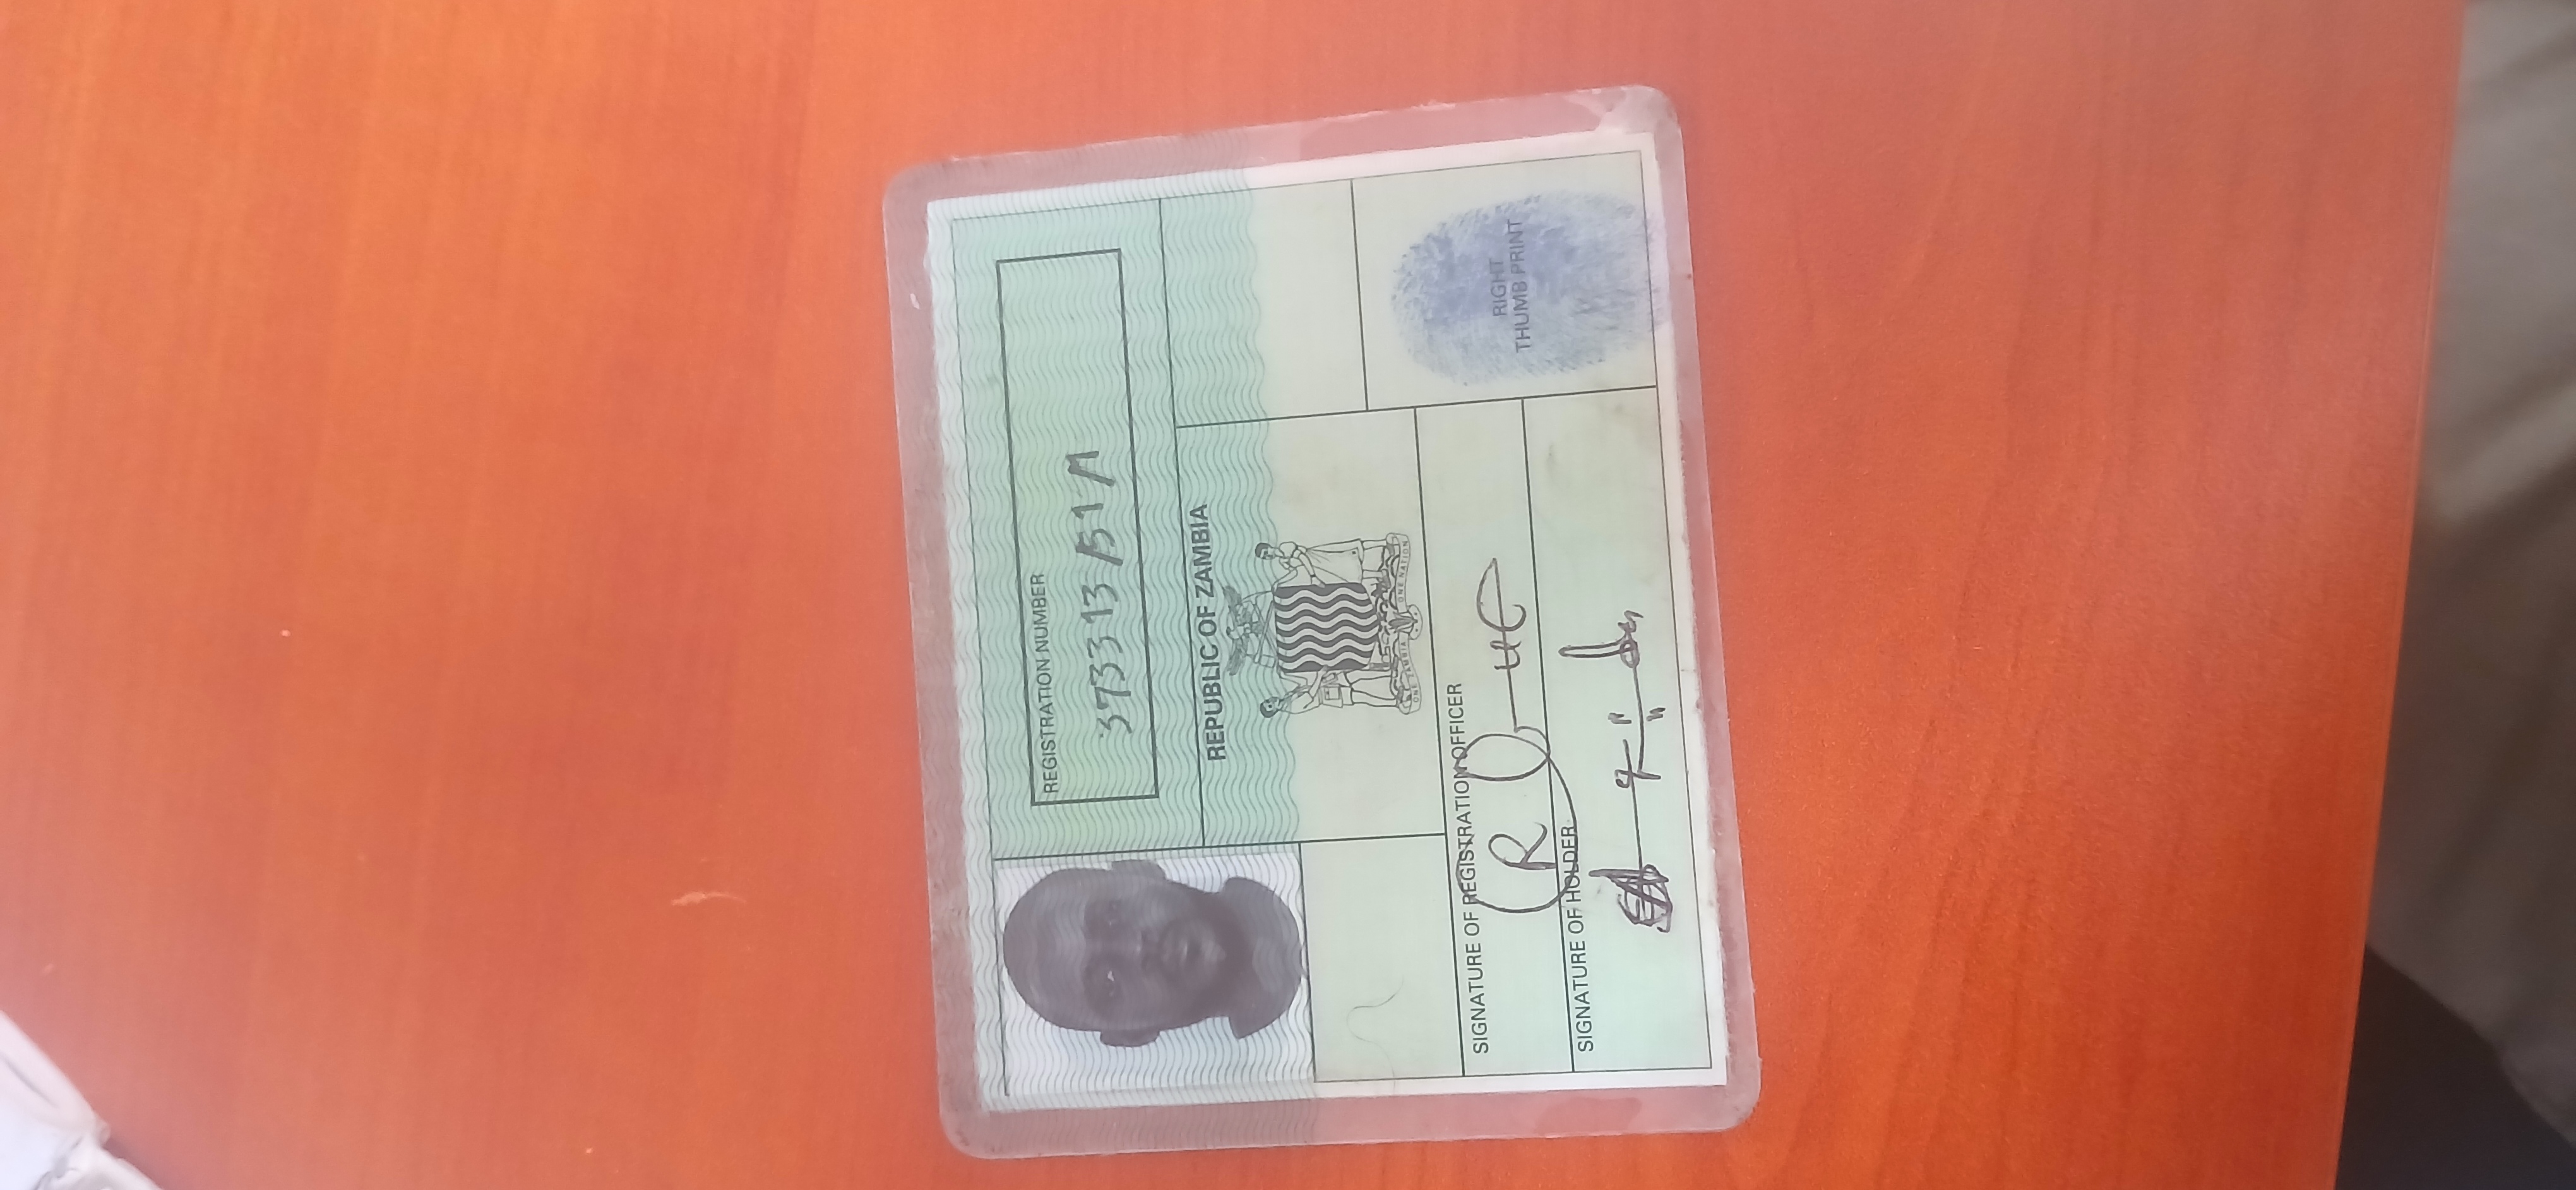 REGISTRATION NUMBER
373313/51/1
REPUBLIC OF ZAMBIA
ONE ZAMBIA ONE NATION
RIGHT
THUMB PRINT
SIGNATURE OF REGISTRATION OFFICER
SIGNATURE OF HOLDER